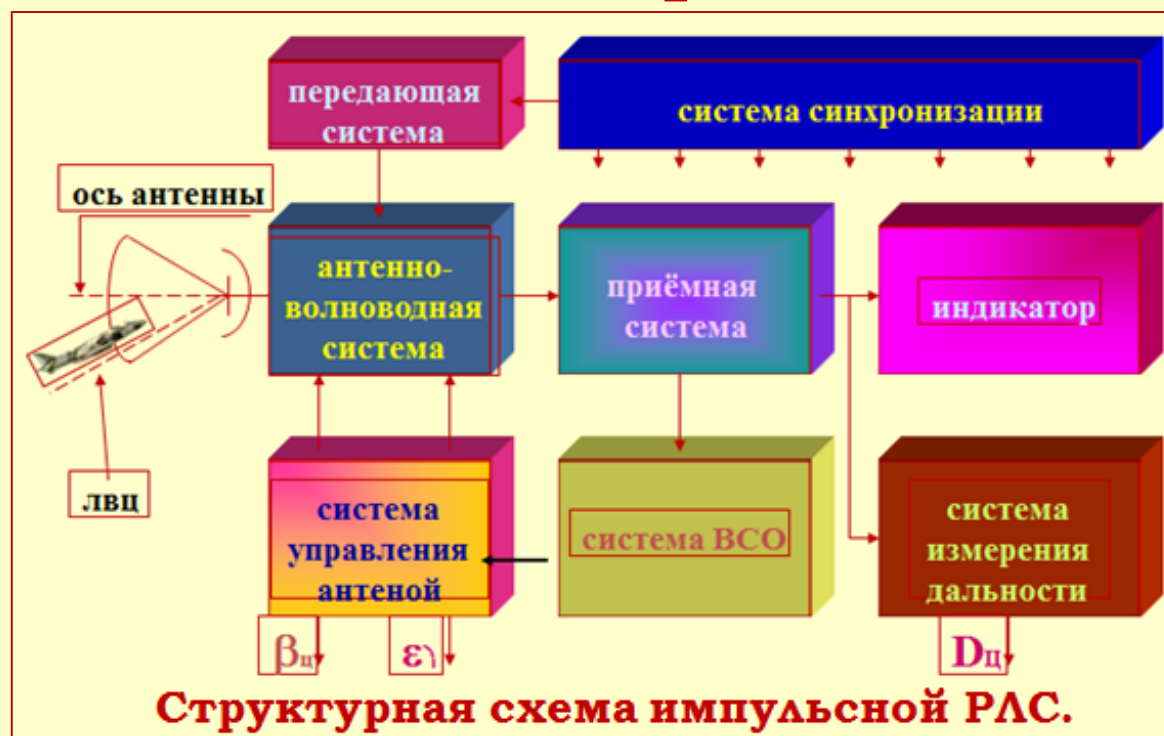 передающая
система
система синхронизации
ось антенны
антенно-
волноводная
система
приёмная
система
индикатор
лвц
система
управления
антеной
система ВСО
система
измерения
дальности
βц
ε
Dц
Структурная схема импульсной РЛС.